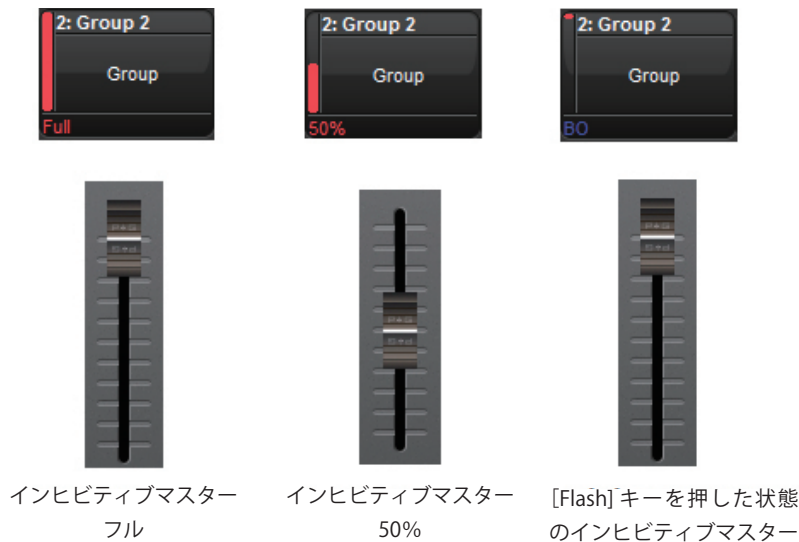 2: Group 2
Group
Full
2: Group 2
Group
50%
2: Group 2
Group
BO
インヒビティブマスター
フル
インヒビティブマスター
50%
[Flash] キーを押した状態
のインヒビティブマスター